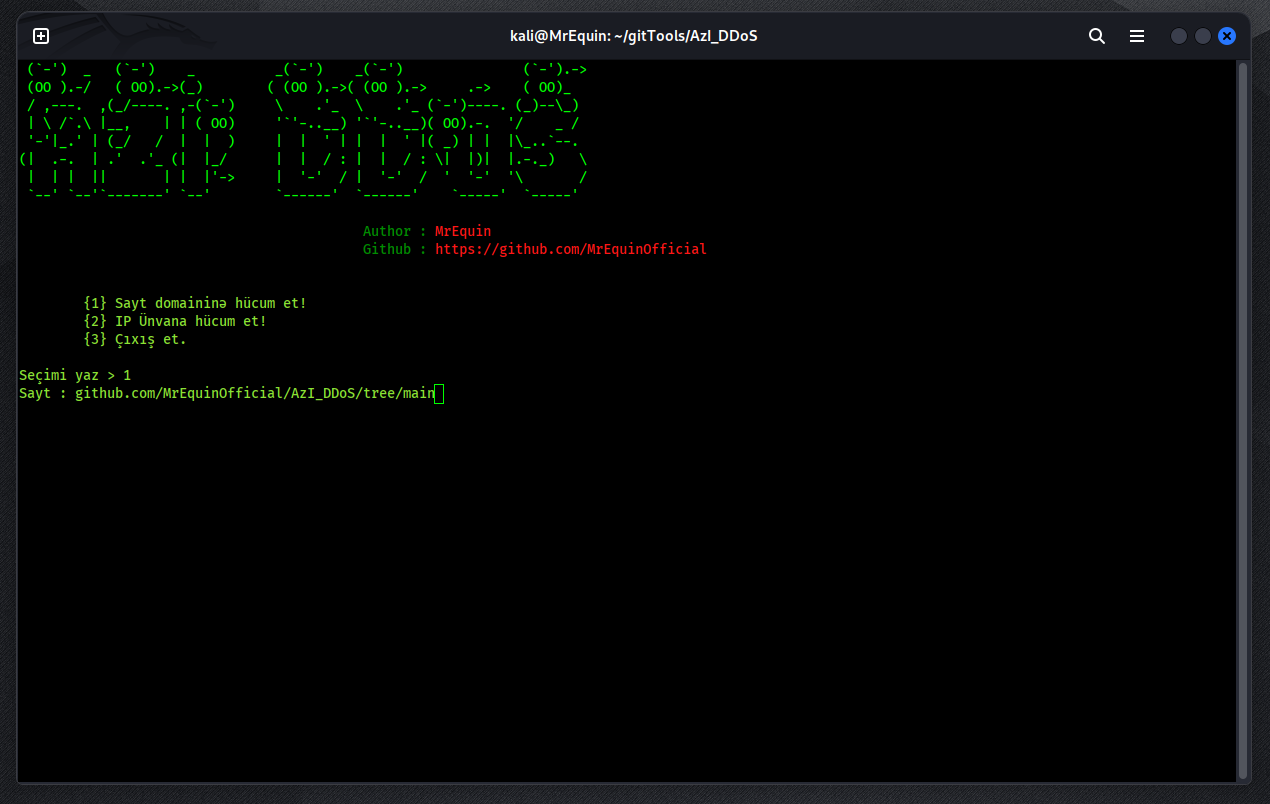 kali@MrEquin: ~/gitTools/AzI_DDoS
 (`-')  _   (`-')    _          _(`-')    _(`-')               (`-').->
 (OO ).-/   ( OO).->(_)        ( (OO ).->( (OO ).->     .->    ( OO)_
 / ,---.  ,(_/----. ,-(`-')     \    .'_  \    .'_ (`-')----. (_)--\_)
 | \ /`.\ |__,    | | ( OO)     '`'-..__) '`'-..__)( OO).-.  '/    _ /
 '-'|_.' | (_/   /  |  |  )     |  |  ' | |  |  ' |( _) | |  |\_..`--.
(|  .-.  | .'  .'_ (|  |_/      |  |  / : |  |  / : \|  |)|  |.-._)   \
 |  | |  ||       | |  |'->     |  '-'  / |  '-'  /  '  '-'  '\       /
 `--' `--'`-------' `--'        `------'  `------'    `-----'  `-----'
Author : MrEquin
Github : https://github.com/MrEquinOfficial
{1} Sayt domaininə hücum et!
{2} IP Ünvana hücum et!
{3} Çıxış et.
Seçimi yaz > 1
Sayt : github.com/MrEquinOfficial/AzI_DDoS/tree/main